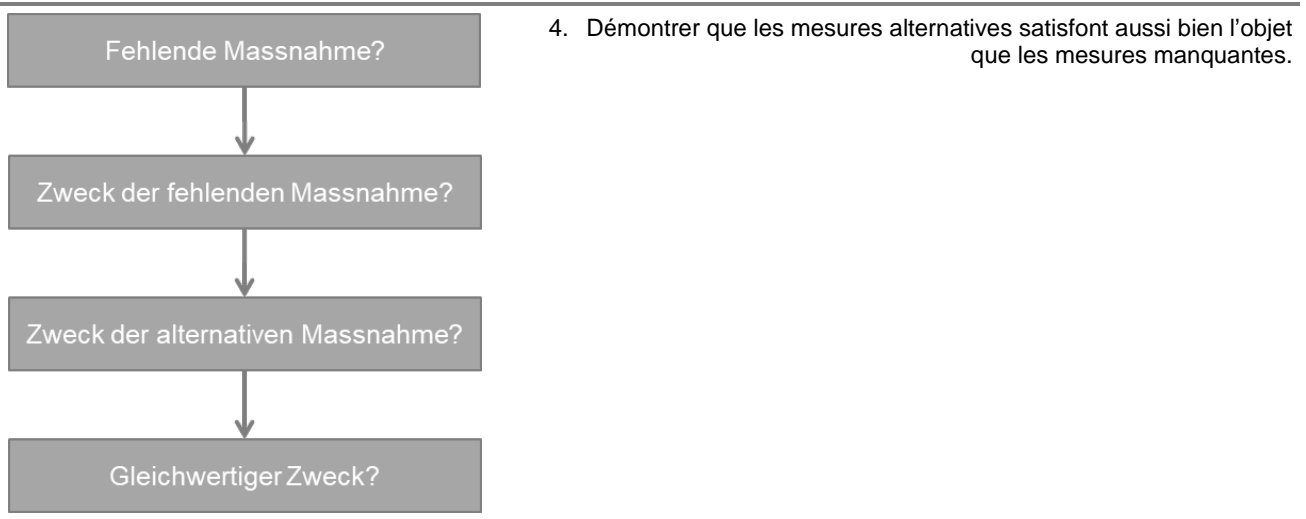 Fehlende Massnahme?
Zweck der fehlenden Massnahme?
Zweck der alternativen Massnahme?
Gleichwertiger Zweck?
4. Démontrer que les mesures alternatives satisfont aussi bien l’objet
que les mesures manquantes.